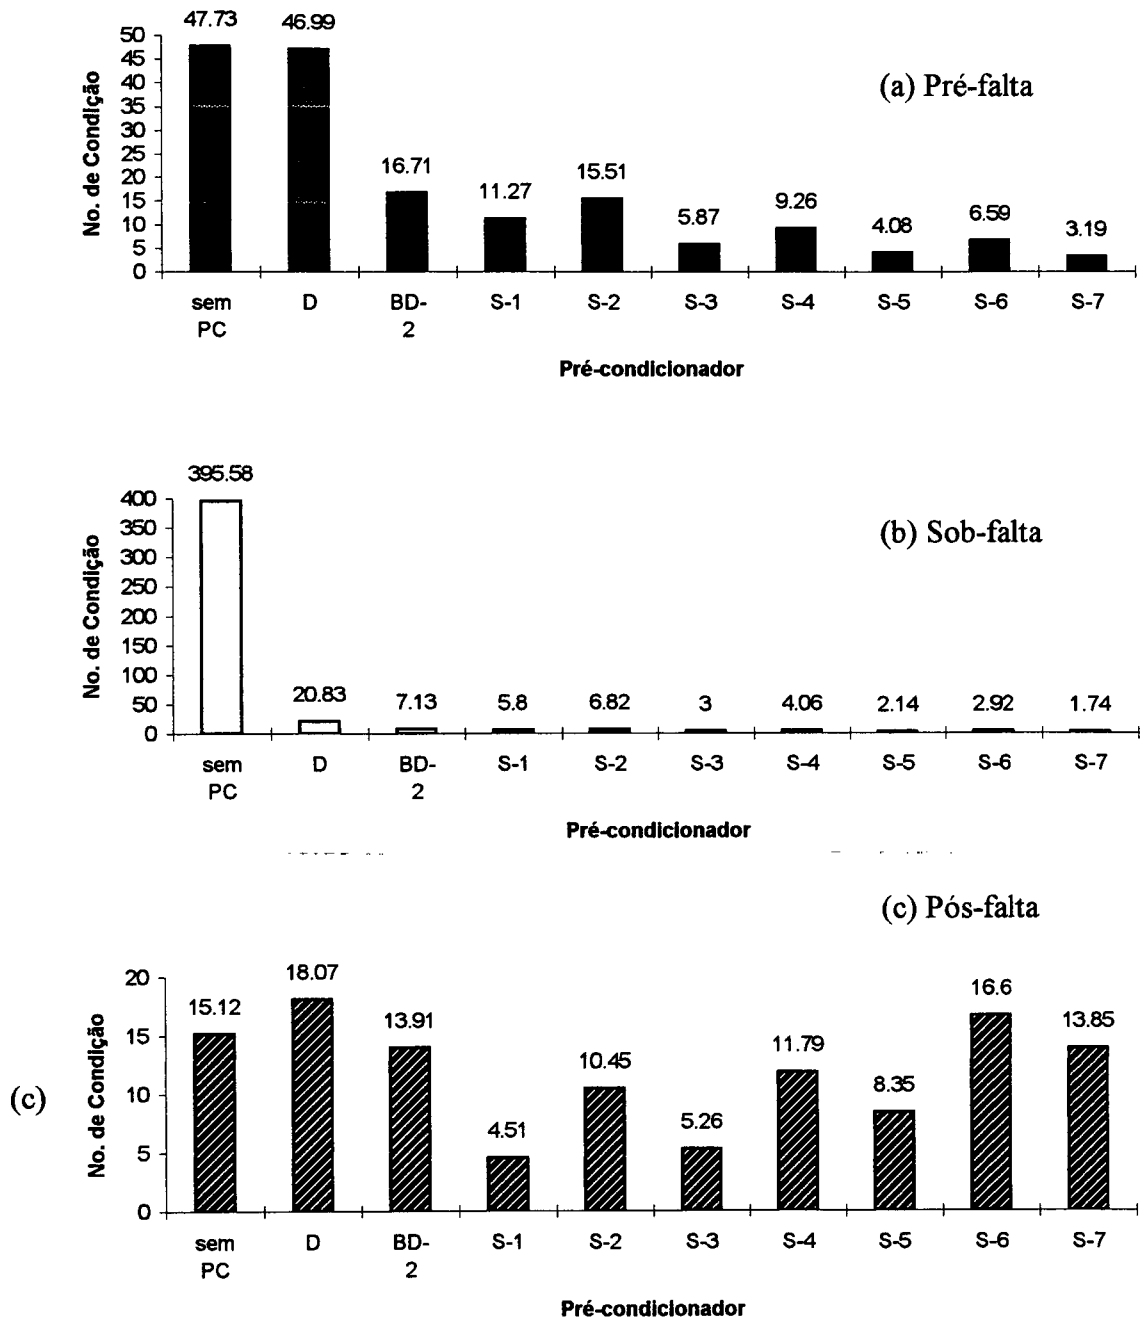 47.73 46.99
50
45
40
35
30
25
20
15
10
5
0
No. de Condição
(a) Pré-falta
16.71 11.27 15.51 5.87 9.26 4.08 6.59 3.19
sem D BD- S-1 S-2 S-3 S-4 S-5 S-6 S-7
PC 2
Pré-condicionador
395.58
400
350
300
250
200
150
100
50
0
No. de Condição
(b) Sob-falta
20.83 7.13 5.8 6.82 3 4.06 2.14 2.92 1.74
sem D BD- S-1 S-2 S-3 S-4 S-5 S-6 S-7
PC 2
Pré-condicionador
(c) Pós-falta
20
15
10
5
0
(c)
No. de Condição
15.12 18.07 13.91 4.51 10.45 5.26 11.79 8.35 16.6 13.85
sem D BD- S-1 S-2 S-3 S-4 S-5 S-6 S-7
PC 2
Pré-condicionador